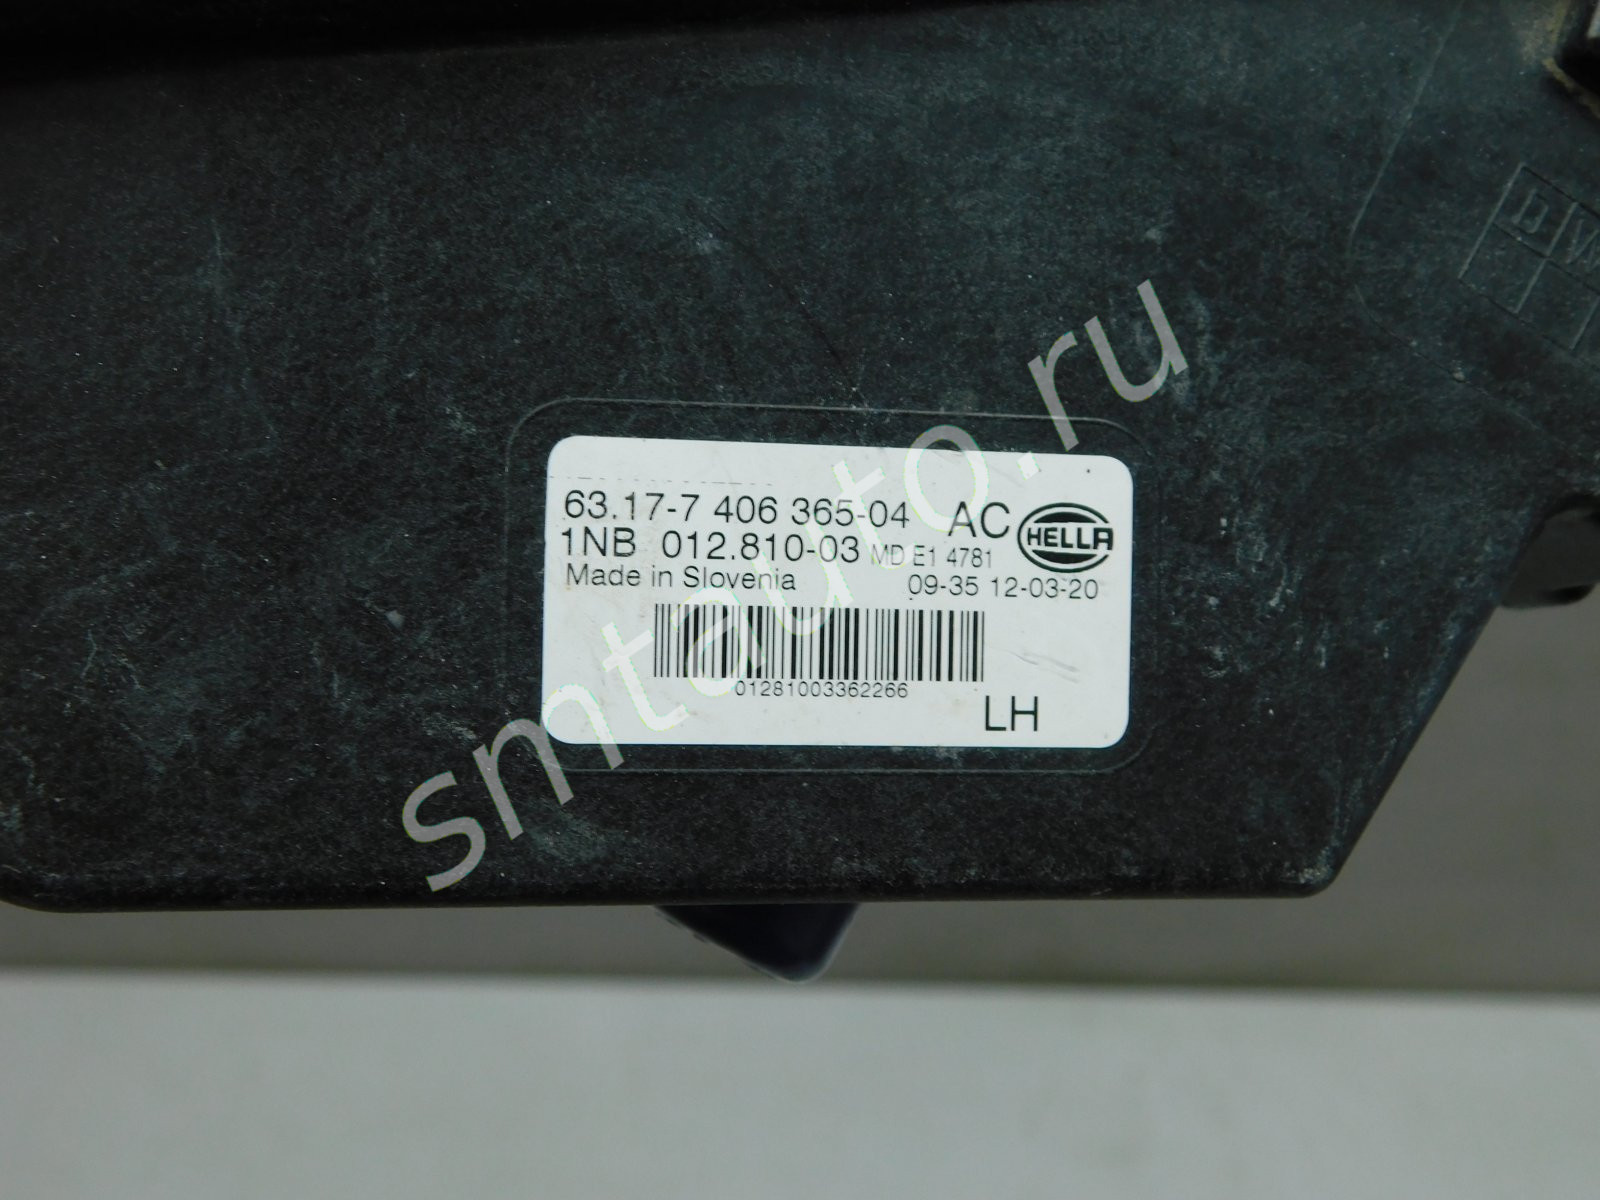 63.17-7 406 365-04 AC HELLA
1NB 012.810-03 MD E1 4781
Made in Slovenia 09-35 12-03-20
01281003362266
LH
smtauto.ru